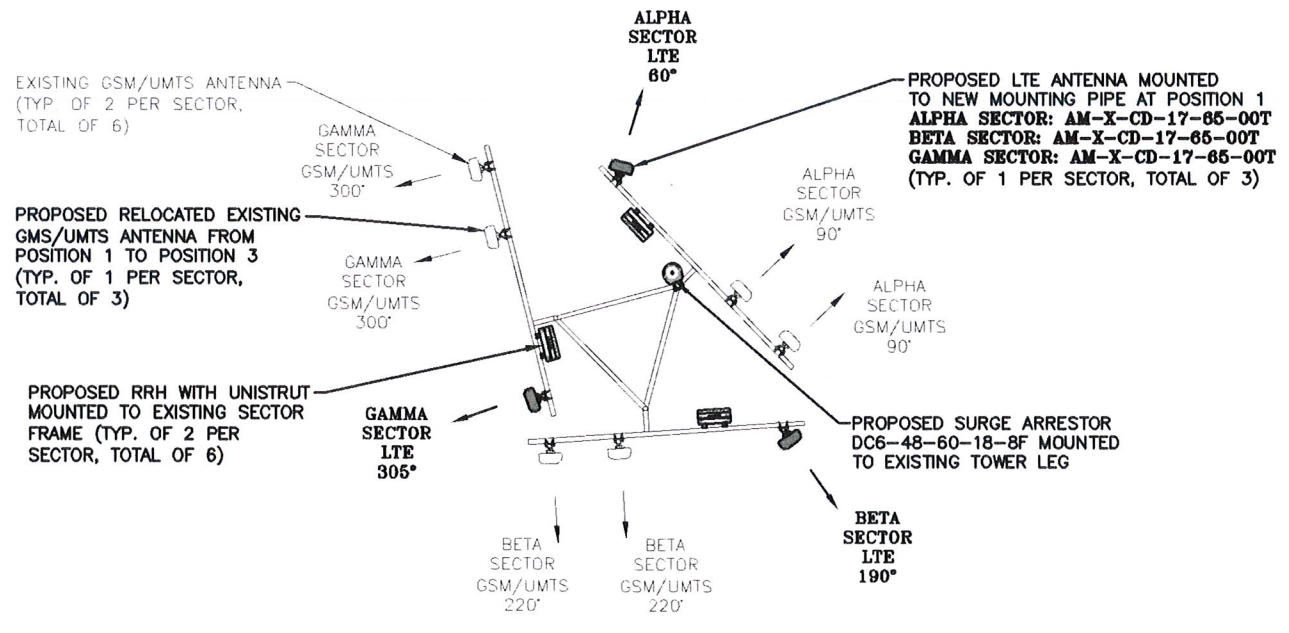 ALPHA
SECTOR
LTE
60°
EXISTING GSM/UMTS ANTENNA
(TYP. OF 2 PER SECTOR,
TOTAL OF 6)
GAMMA
SECTOR
GSM/UMTS
300°
PROPOSED LTE ANTENNA MOUNTED
TO NEW MOUNTING PIPE AT POSITION 1
ALPHA SECTOR: AM-X-CD-17-65-00T
BETA SECTOR: AM-X-CD-17-65-00T
GAMMA SECTOR: AM-X-CD-17-65-00T
(TYP. OF 1 PER SECTOR, TOTAL OF 3)
ALPHA
SECTOR
GSM/UMTS
90°
PROPOSED RELOCATED EXISTING
GMS/UMTS ANTENNA FROM
POSITION 1 TO POSITION 3
(TYP. OF 1 PER SECTOR,
TOTAL OF 3)
GAMMA
SECTOR
GSM/UMTS
300°
ALPHA
SECTOR
GSM/UMTS
90°
PROPOSED RRH WITH UNISTRUT
MOUNTED TO EXISTING SECTOR
FRAME (TYP. OF 2 PER
SECTOR, TOTAL OF 6)
GAMMA
SECTOR
LTE
305°
PROPOSED SURGE ARRESTOR
DC6-48-60-18-8F MOUNTED
TO EXISTING TOWER LEG
BETA
SECTOR
LTE
190°
BETA
SECTOR
GSM/UMTS
220°
BETA
SECTOR
GSM/UMTS
220°